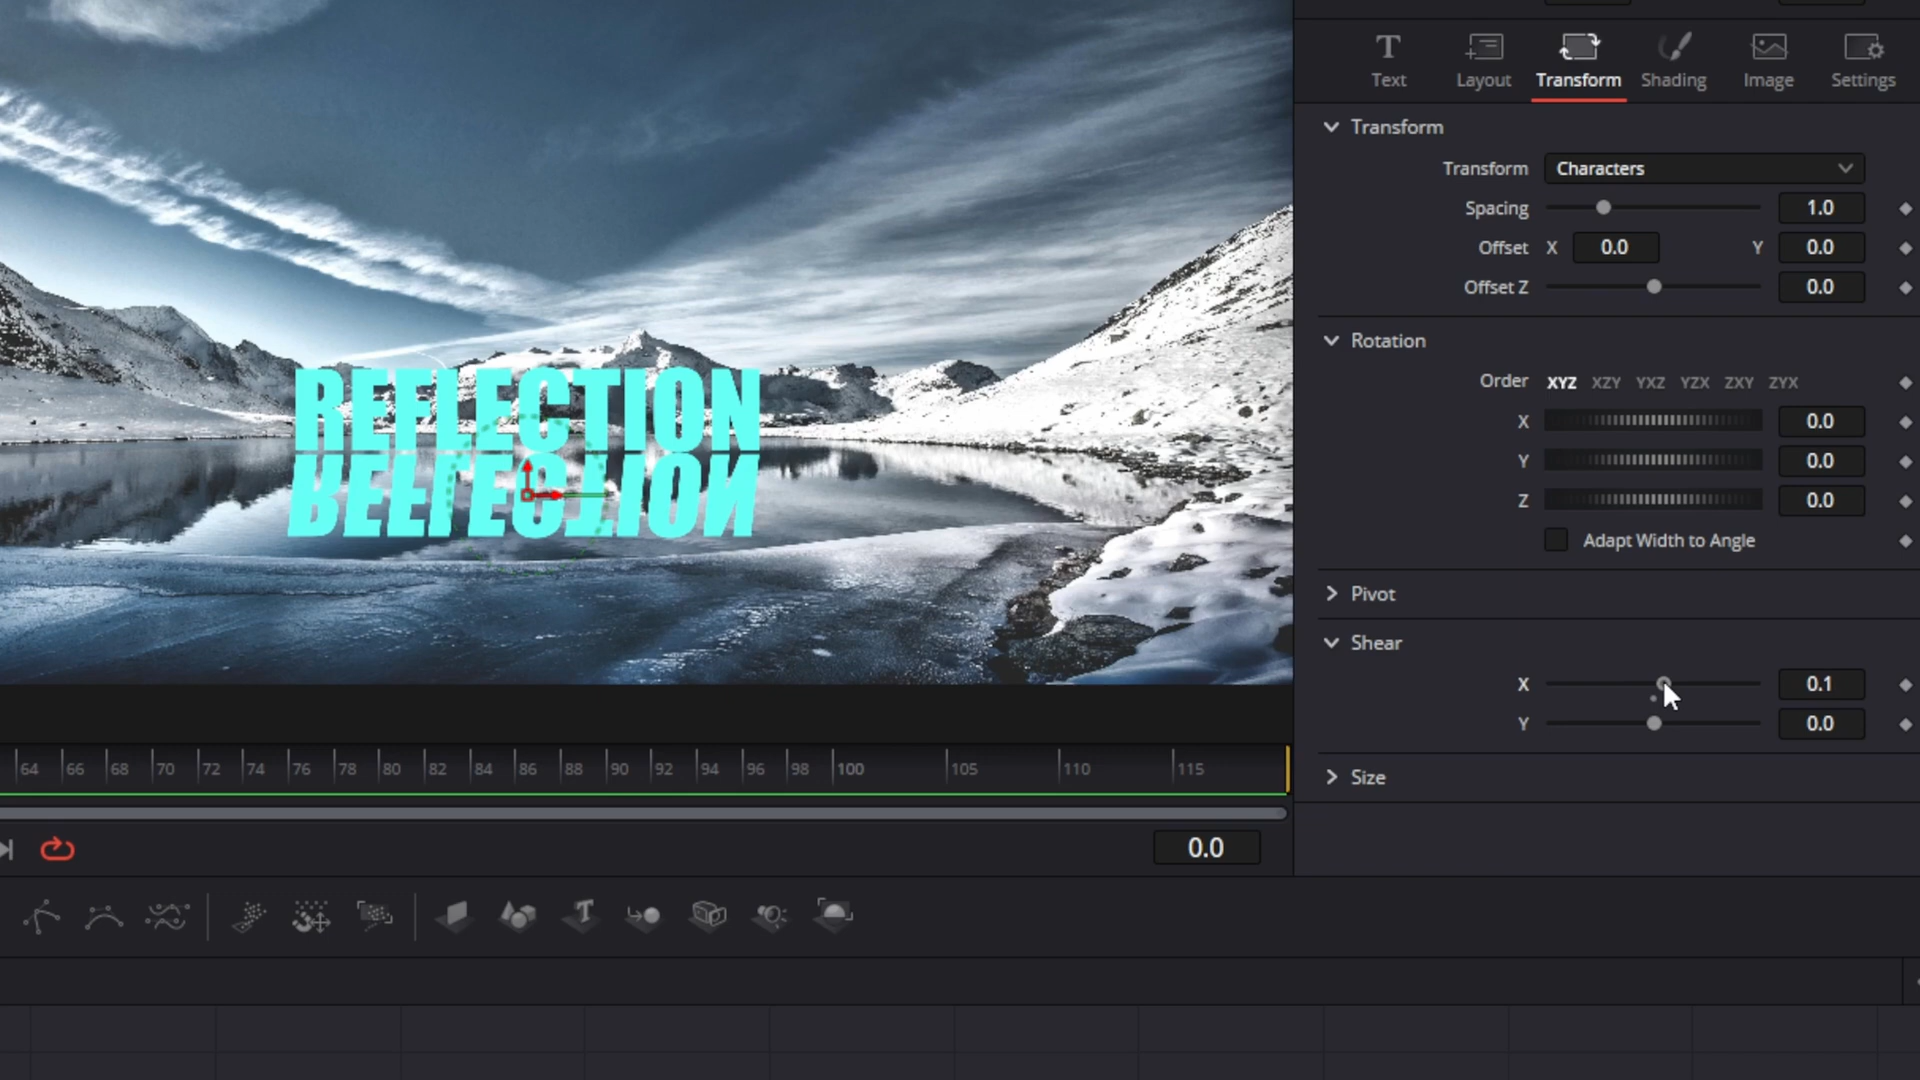 Text Layout Transform Shading Image Settings
Transform
Transform Characters
Spacing 1.0
Offset X 0.0 Y 0.0
Offset Z 0.0
Rotation
Order XYZ XZY YXZ YZX ZXY ZYX
X 0.0
Y 0.0
Z 0.0
Adapt Width to Angle
Pivot
Shear
X 0.1
Y 0.0
Size
REFLECTION
REFLECTION
64 66 68 70 72 74 76 78 80 82 84 86 88 90 92 94 96 98 100 105 110 115
0.0